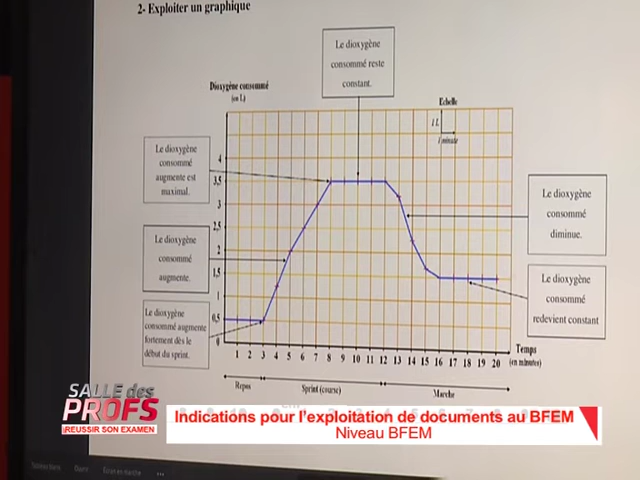 2- Exploiter un graphique
Le dioxygène
consommé reste
constant.
Dioxygène consommé
(en L)
Echelle
1 L
1 minute
Le dioxygène
consommé
augmente est
maximal.
Le dioxygène
consommé
augmente.
Le dioxygène
consommé augmente
fortement dès le
début du sprint.
Le dioxygène
consommé
diminue.
Le dioxygène
consommé
redevient constant
4
3,5
3
2,5
2
1,5
1
0,5
0
1 2 3 4 5 6 7 8 9 10 11 12 13 14 15 16 17 18 19 20
Temps
(en minutes)
Repos
Sprint (course)
Marche
SALLE des
PROFS
REUSSIR SON EXAMEN
Indications pour l'exploitation de documents au BFEM
Niveau BFEM